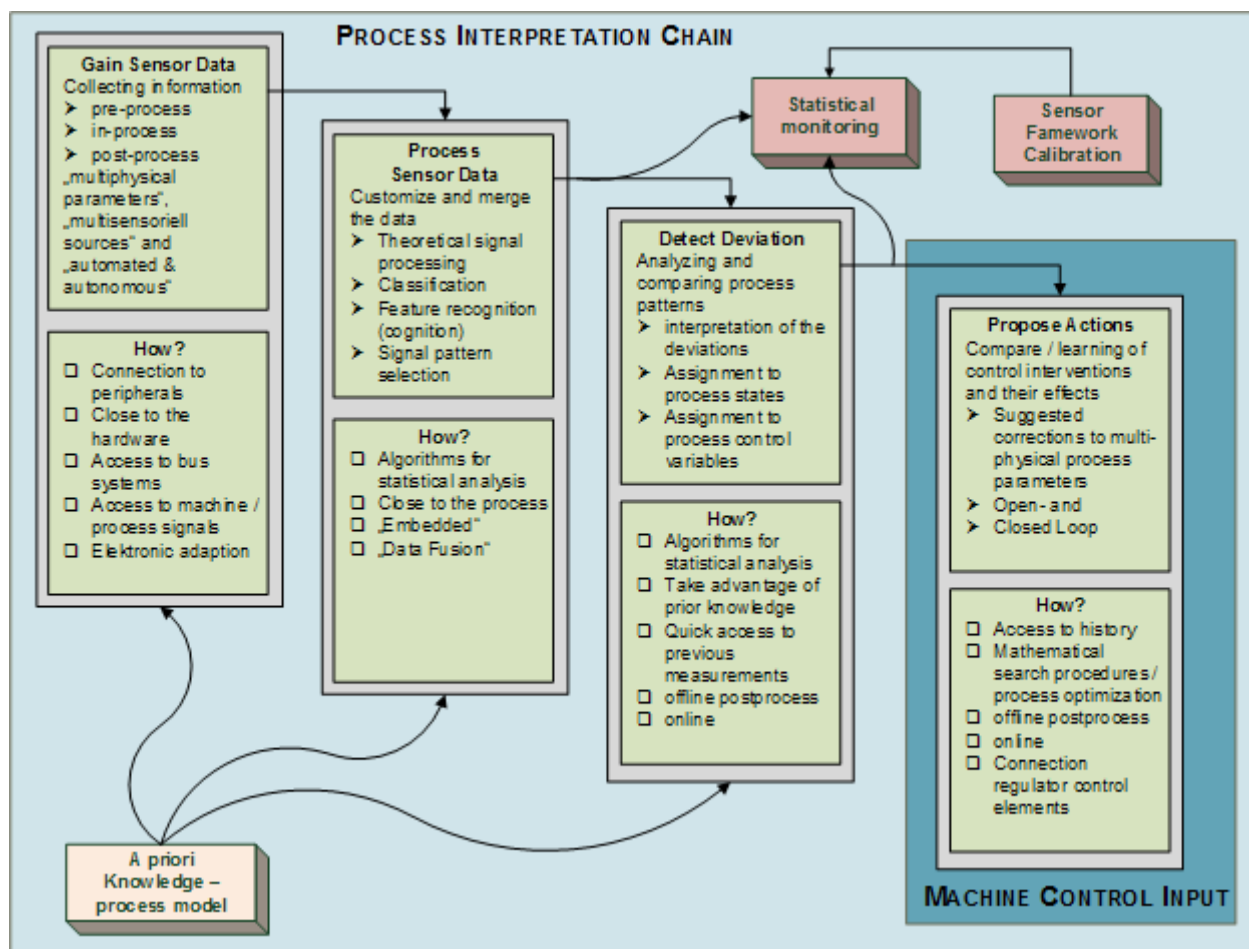 PROCESS INTERPRETATION CHAIN
Gain Sensor Data
Collecting information
➤ pre-process
➤ in-process
➤ post-process
„multiphysical
parameters“,
„multisensoriell
sources“ and
„automated &
autonomous“
How?
❑ Connection to
peripherals
❑ Close to the
hardware
❑ Access to bus
systems
❑ Access to machine /
process signals
❑ Elektronic adaption
Process
Sensor Data
Customize and merge
the data
➤ Theoretical signal
processing
➤ Classification
➤ Feature recognition
(cognition)
➤ Signal pattern
selection
How?
❑ Algorithms for
statistical analysis
❑ Close to the process
❑ „Embedded“
❑ „Data Fusion“
Statistical
monitoring
Sensor
Famework
Calibration
Detect Deviation
Analyzing and
comparing process
patterns
➤ interpretation of the
deviations
➤ Assignment to
process states
➤ Assignment to
process control
variables
How?
❑ Algorithms for
statistical analysis
❑ Take advantage of
prior knowledge
❑ Quick access to
previous
measurements
❑ offline postprocess
❑ online
Propose Actions
Compare / learning of
control interventions
and their effects
➤ Suggested
corrections to multi-
physical process
parameters
➤ Open- and
➤ Closed Loop
How?
❑ Access to history
❑ Mathematical
search procedures /
process optimization
❑ offline postprocess
❑ online
❑ Connection
regulator control
elements
A priori
Knowledge –
process model
MACHINE CONTROL INPUT